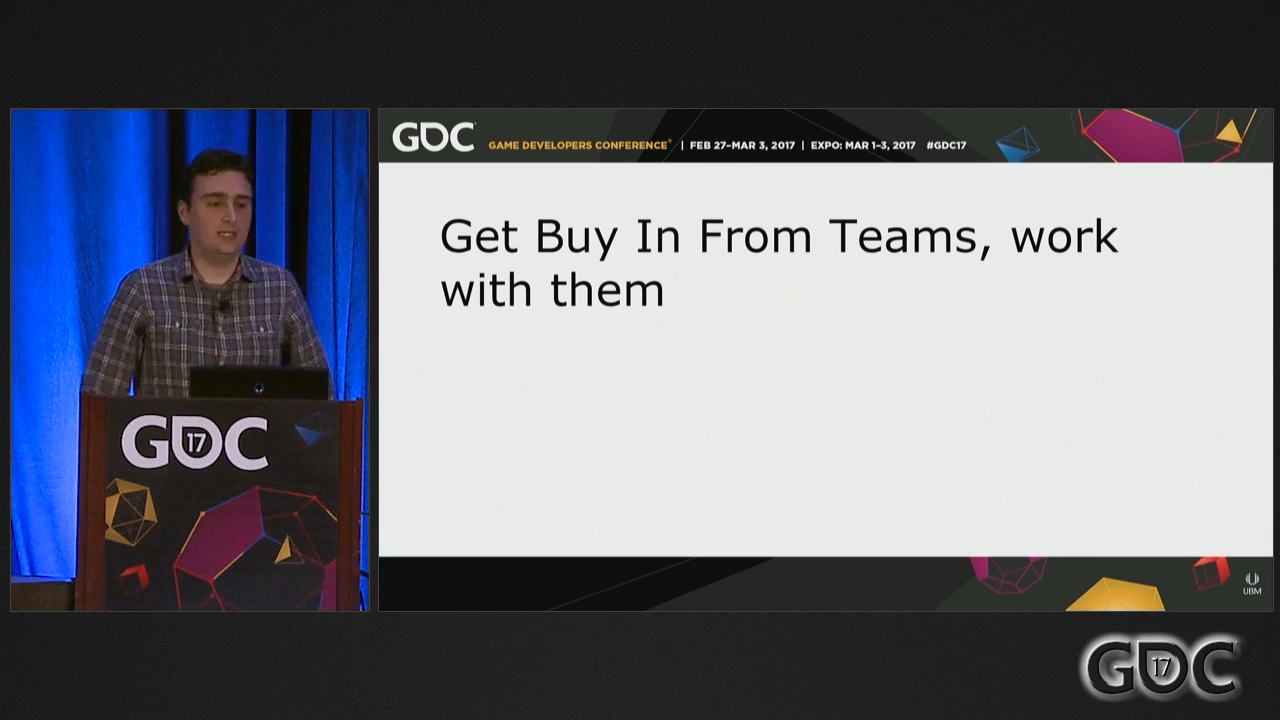 GDC
GAME DEVELOPERS CONFERENCE® | FEB 27–MAR 3, 2017 | EXPO: MAR 1–3, 2017 #GDC17
Get Buy In From Teams, work
with them
GDC
17
UBM
GDC
17